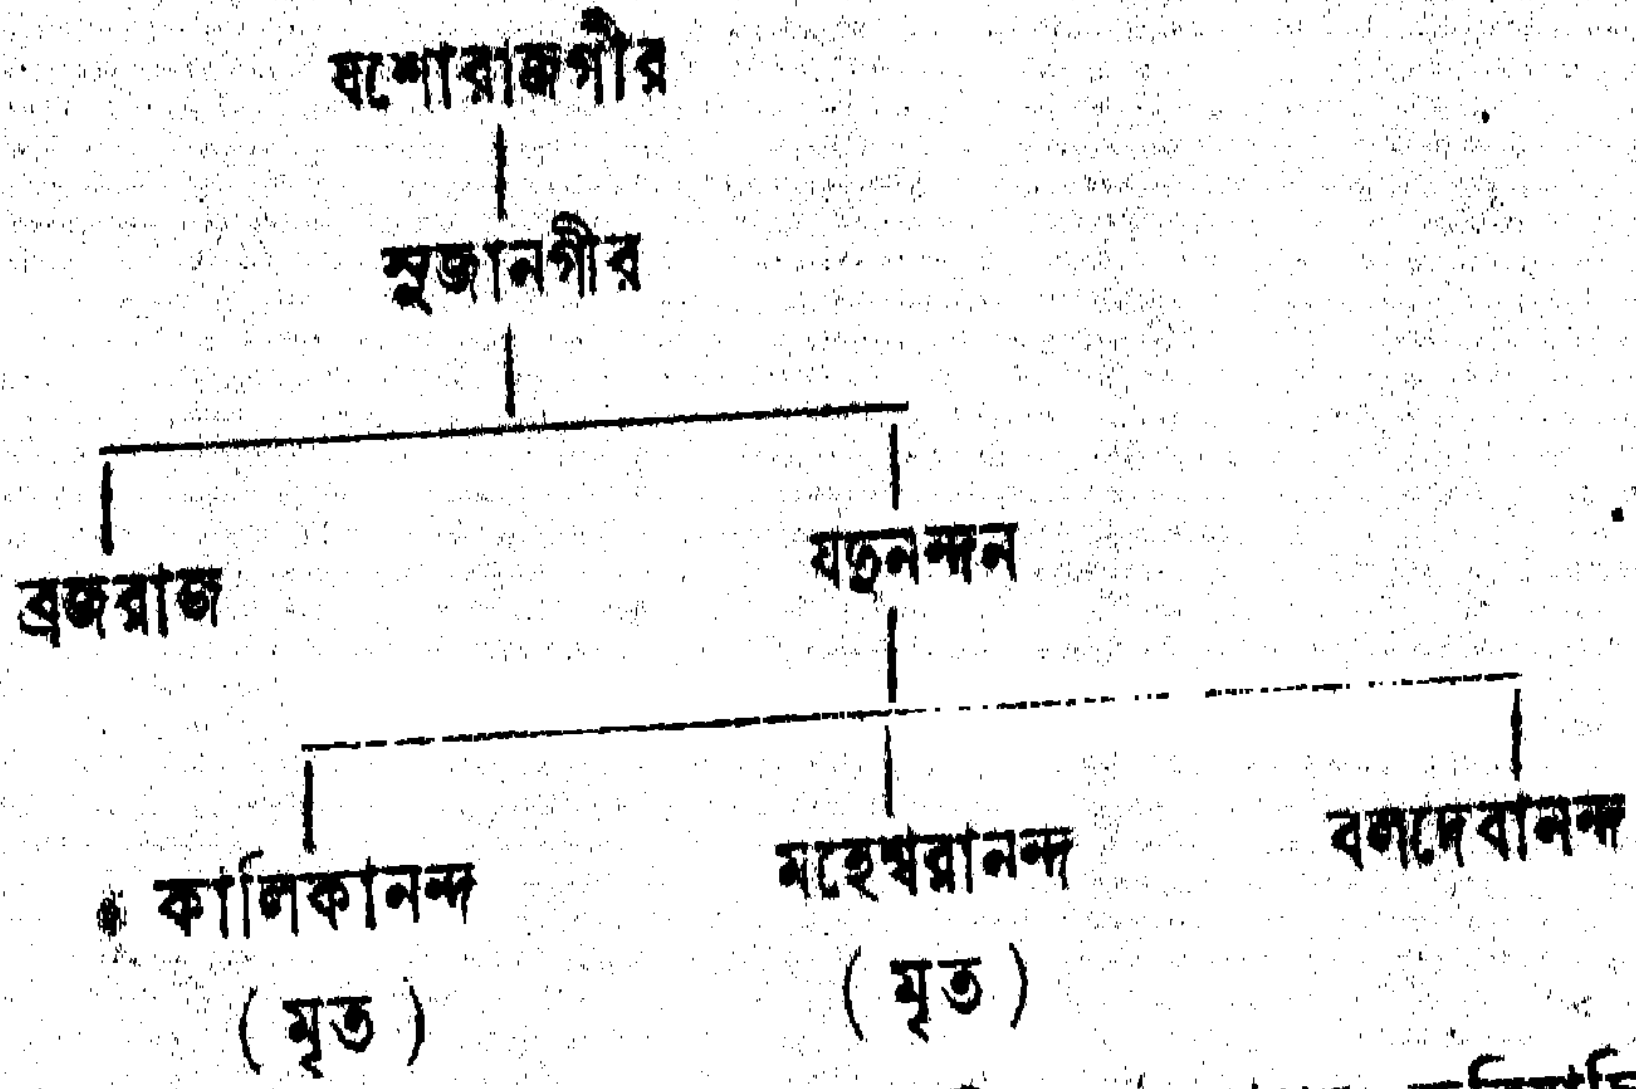 যশোরাজগীর
সুজানগীর
ব্রজরাজ
যদুনন্দন
কালিকানন্দ
মহেশ্বরানন্দ
বলদেবানন্দ
( মৃত )
( মৃত )